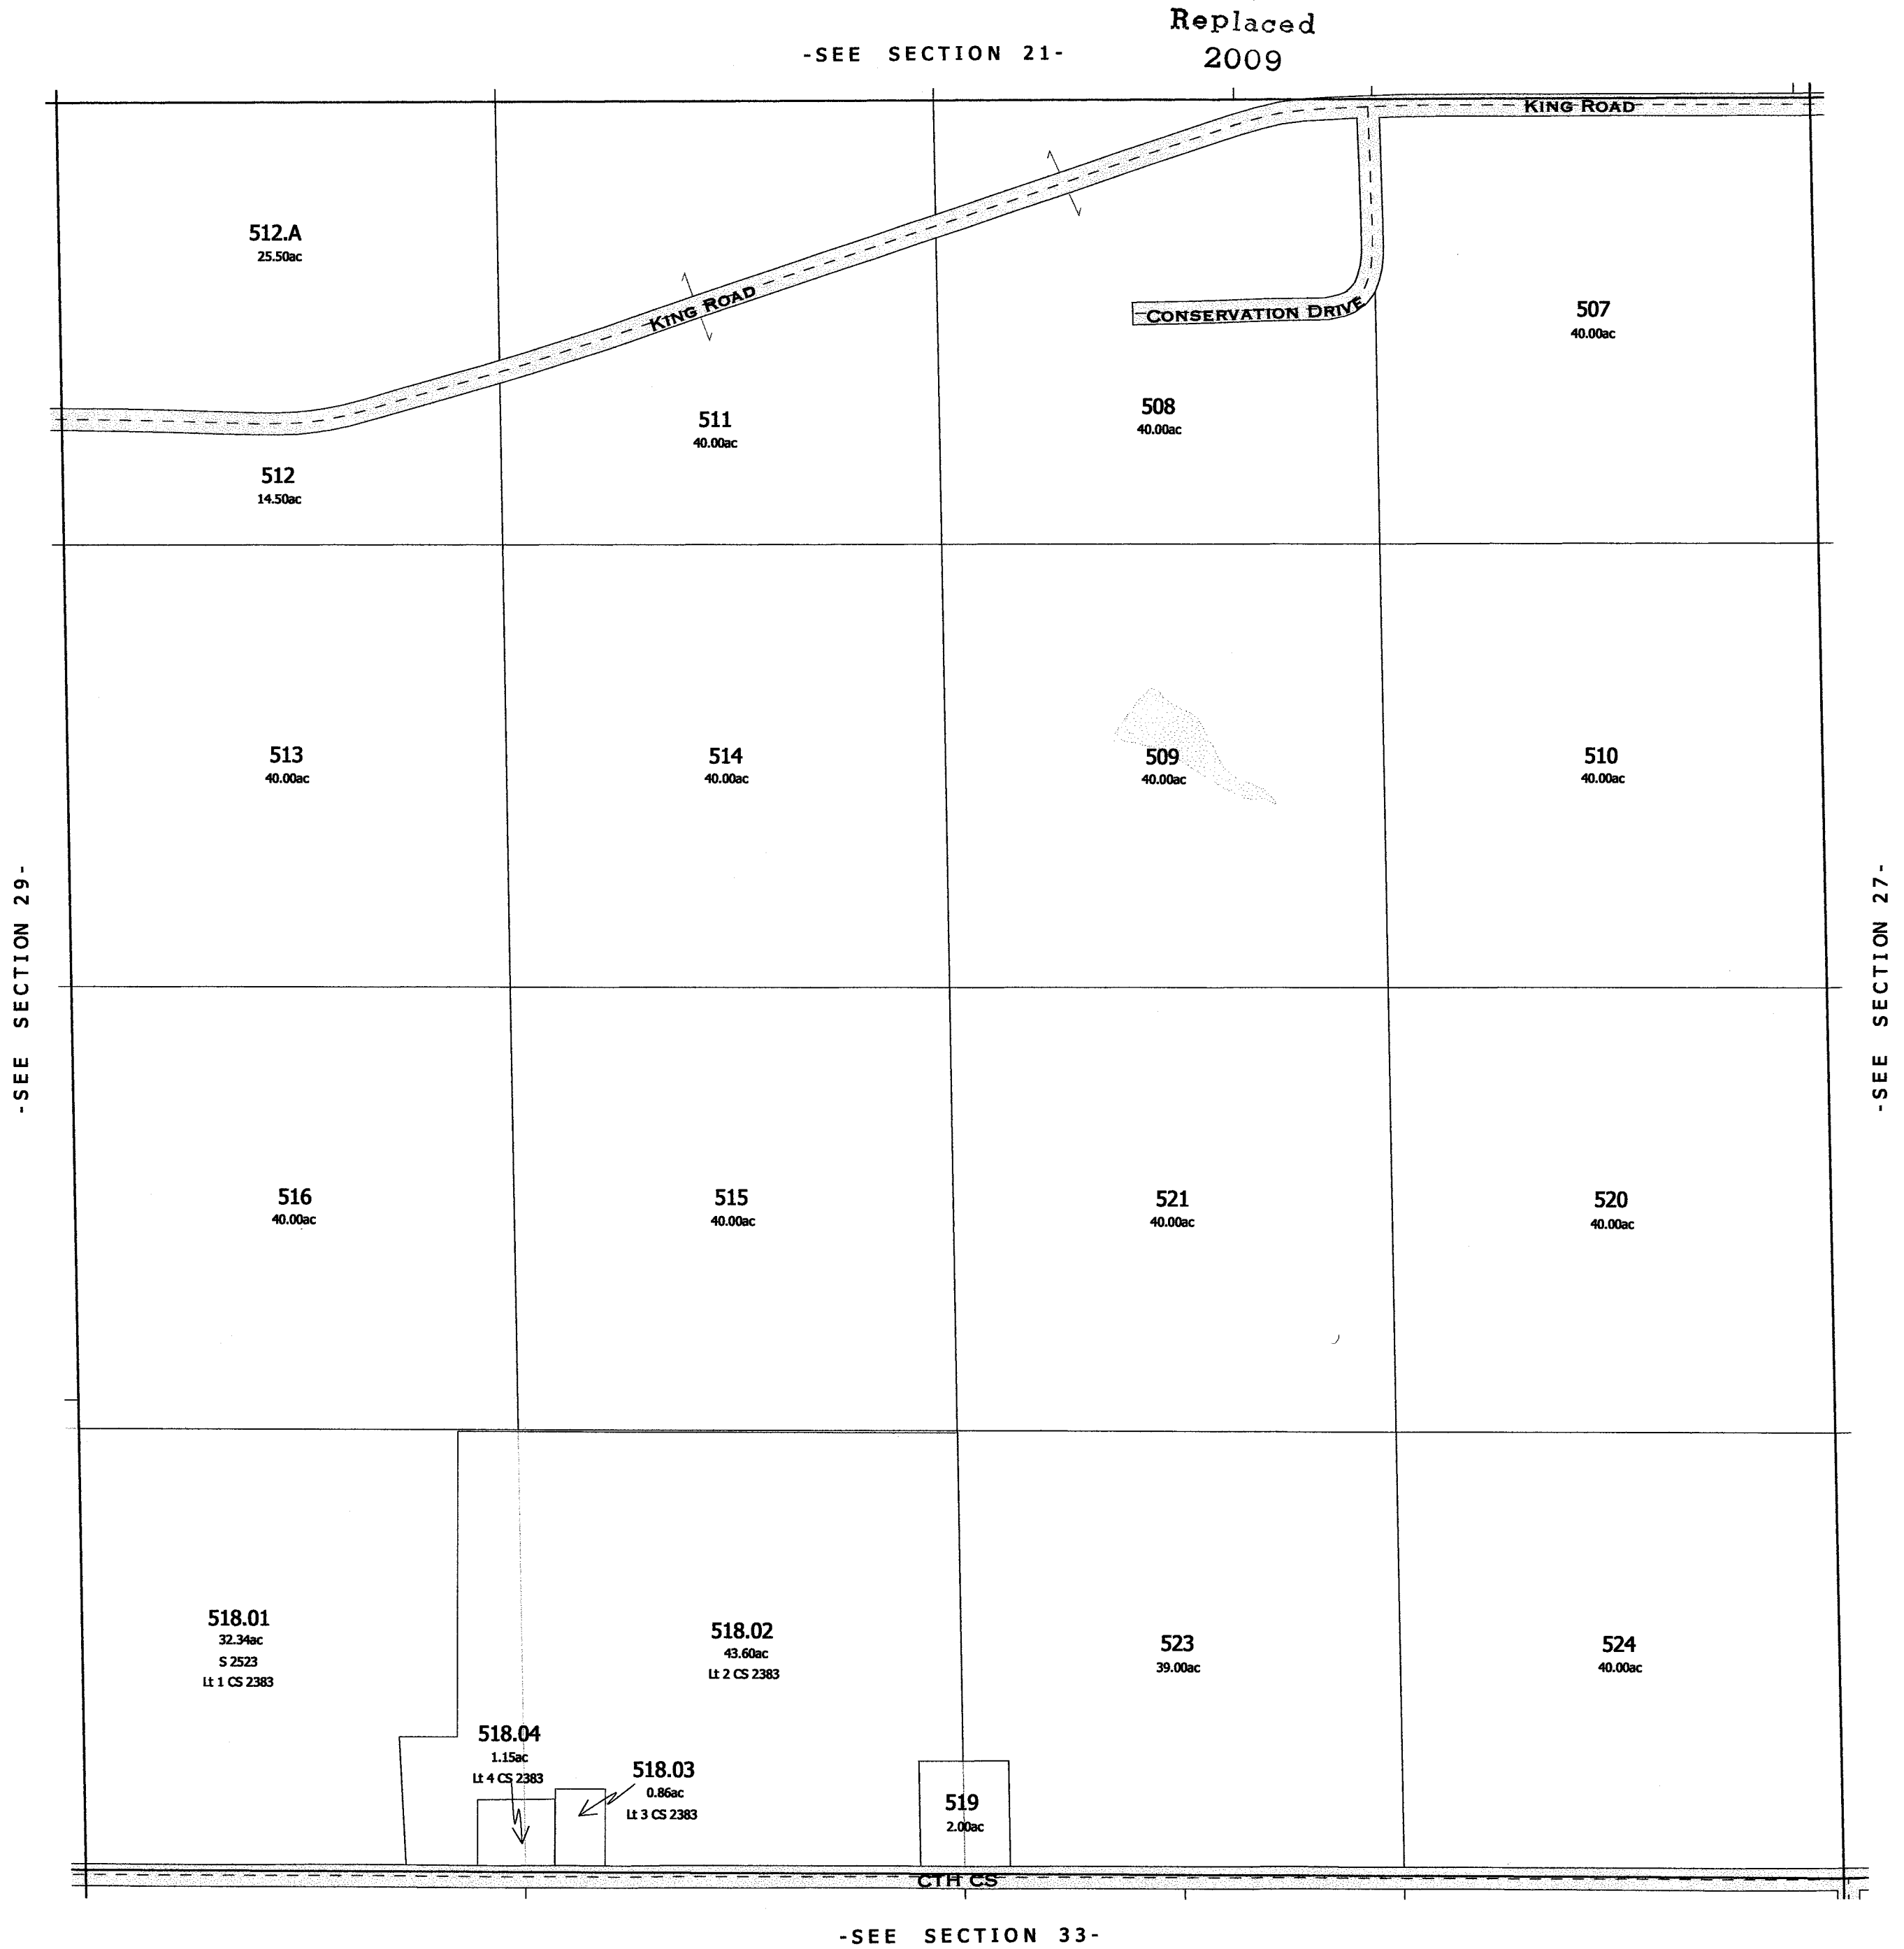 Replaced
2009
-SEE SECTION 21-
KING ROAD
512.A
25.50ac
KING ROAD
CONSERVATION DRIVE
507
40.00ac
511
40.00ac
508
40.00ac
512
14.50ac
513
40.00ac
514
40.00ac
509
40.00ac
510
40.00ac
-SEE SECTION 29-
-SEE SECTION 27-
516
40.00ac
515
40.00ac
521
40.00ac
520
40.00ac
518.01
32.34ac
S 2523
Lt 1 CS 2383
518.02
43.60ac
Lt 2 CS 2383
523
39.00ac
524
40.00ac
518.04
1.15ac
Lt 4 CS 2383
518.03
0.86ac
Lt 3 CS 2383
519
2.00ac
CTH CS
-SEE SECTION 33-